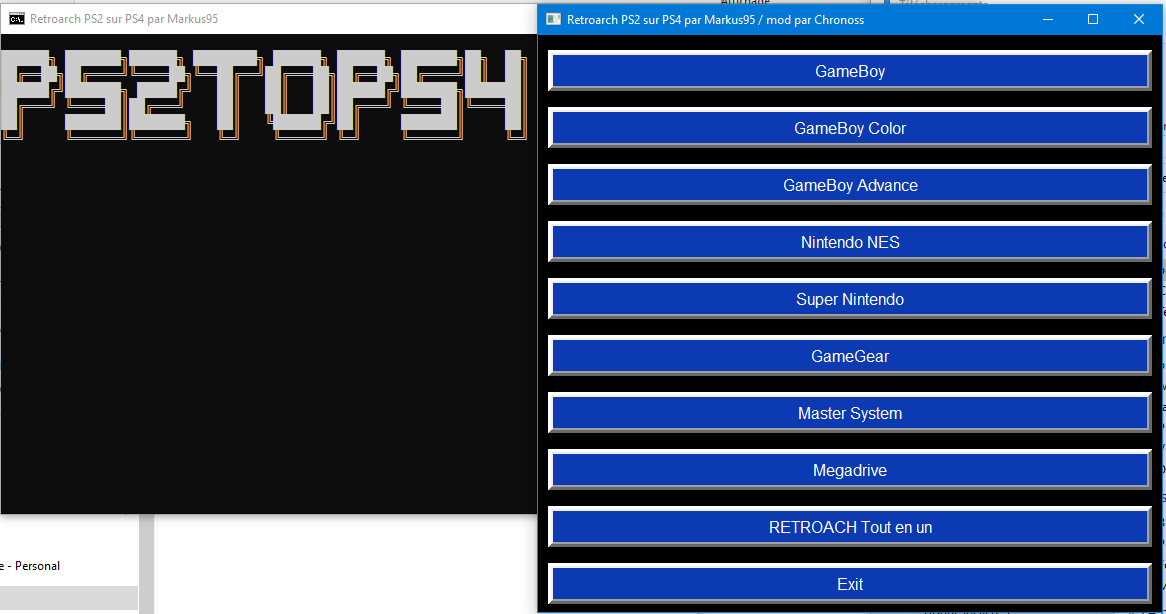 Retroarch PS2 sur PS4 par Markus95
PS2TOPS4
Retroarch PS2 sur PS4 par Markus95 / mod par Chronoss
GameBoy
GameBoy Color
GameBoy Advance
Nintendo NES
Super Nintendo
GameGear
Master System
Megadrive
RETROACH Tout en un
Exit
- Personal